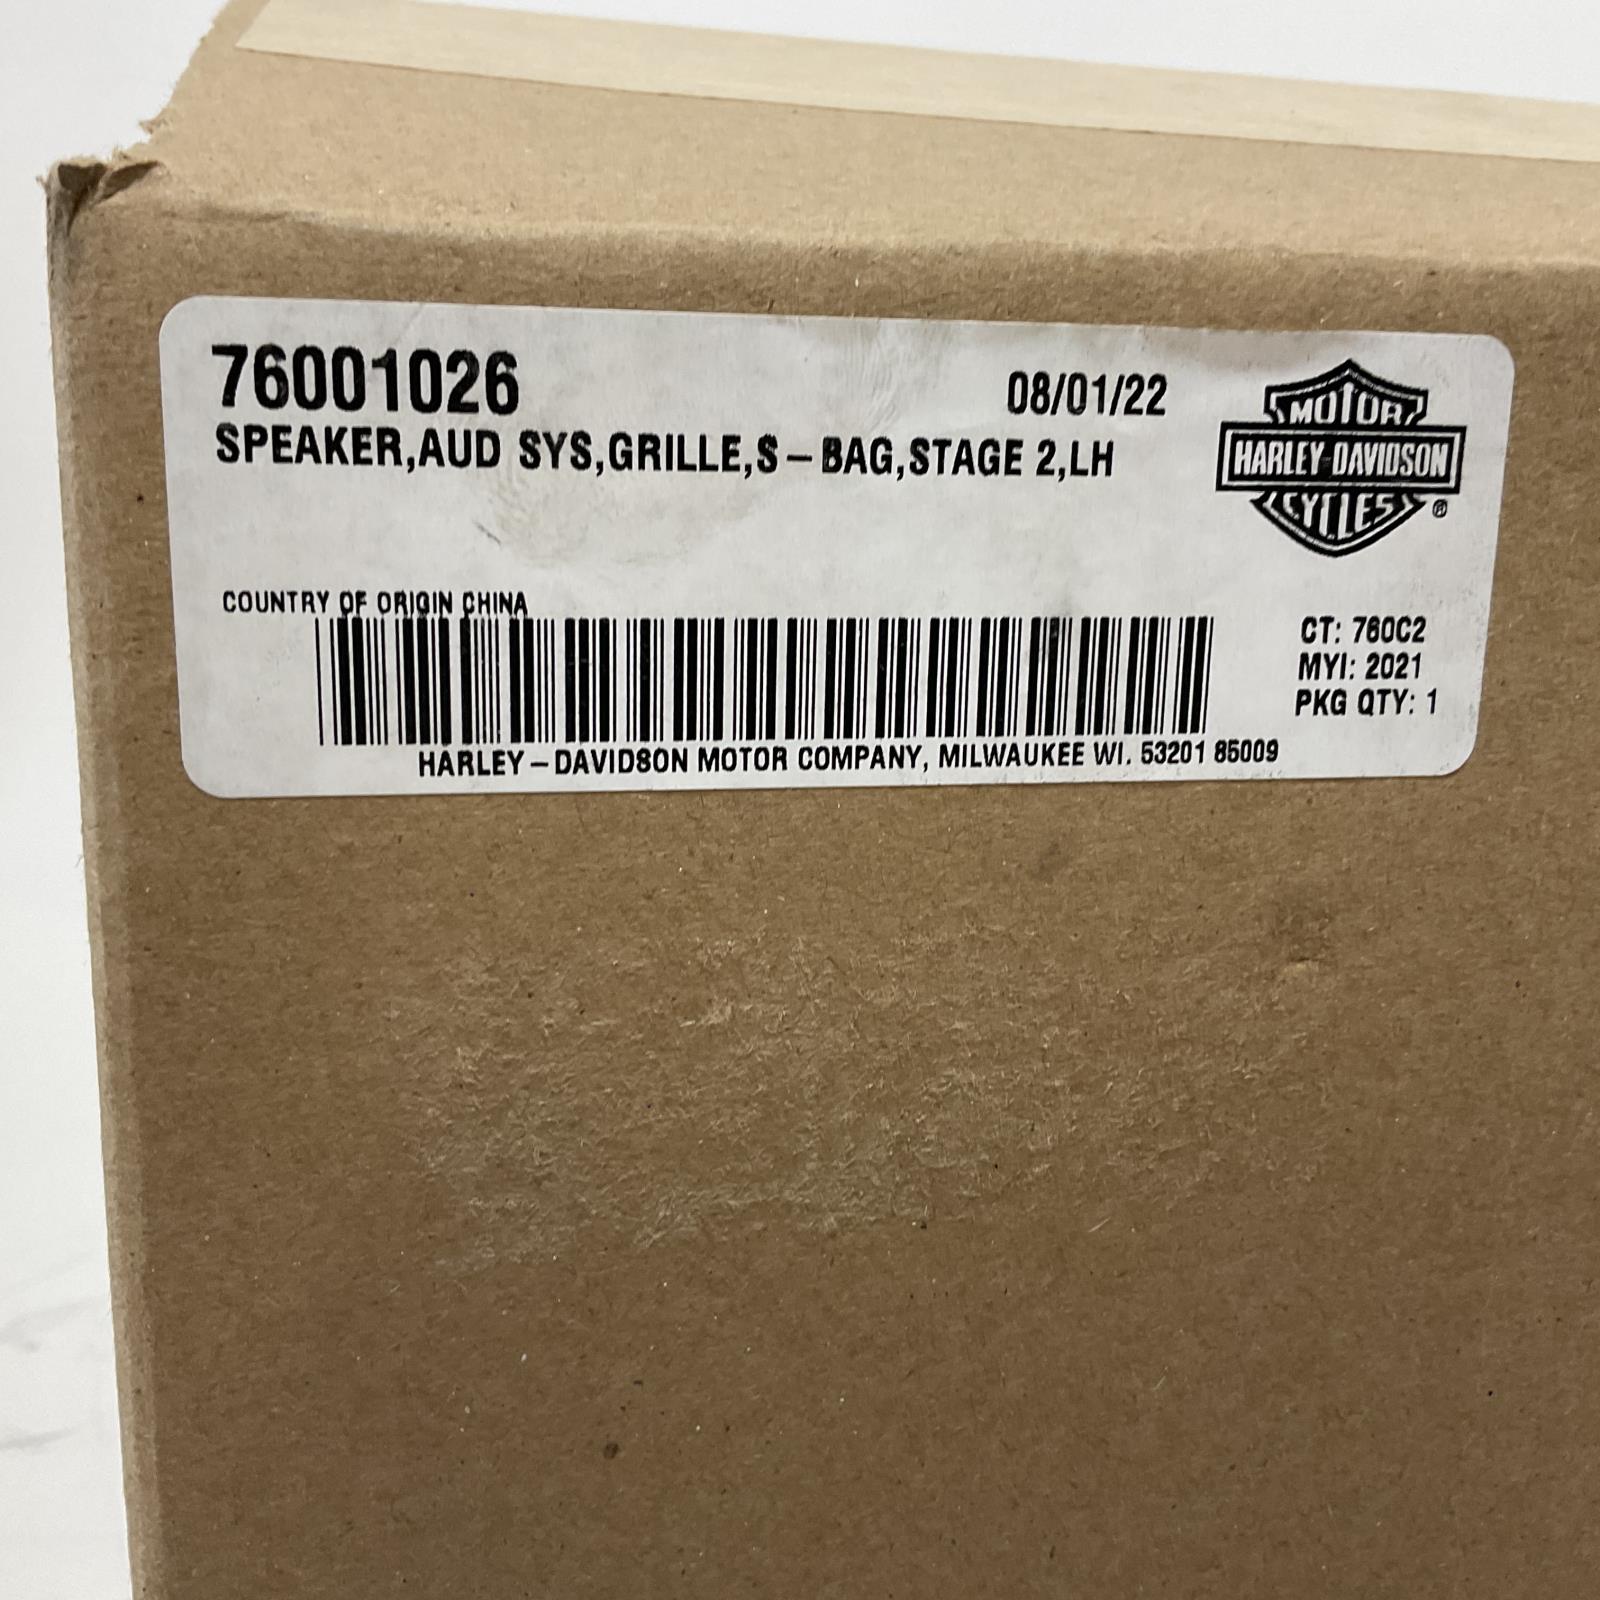 76001026
08/01/22
SPEAKER,AUD SYS,GRILLE,S-BAG,STAGE 2,LH
MOTOR
HARLEY-DAVIDSON
CYCLES
®
COUNTRY OF ORIGIN CHINA
CT: 760C2
MYI: 2021
PKG QTY: 1
HARLEY-DAVIDSON MOTOR COMPANY, MILWAUKEE WI. 53201 85009